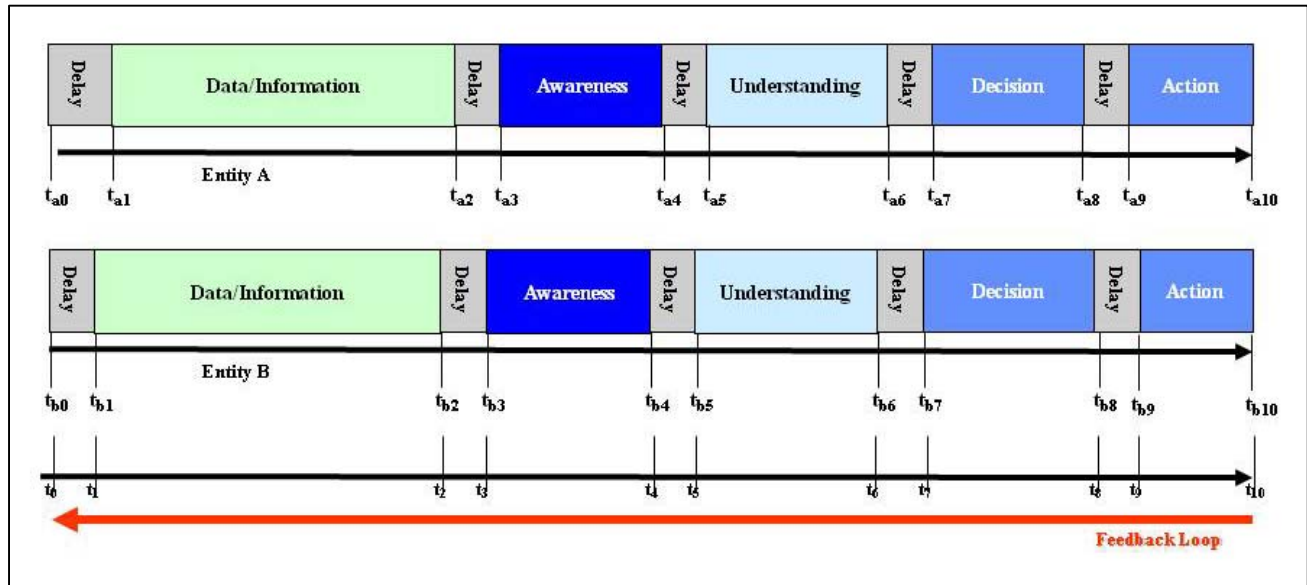 Delay Data/Information Delay Awareness Delay Understanding Delay Decision Delay Action
Entity A
ta0 ta1 ta2 ta3 ta4 ta5 ta6 ta7 ta8 ta9 ta10
Delay Data/Information Delay Awareness Delay Understanding Delay Decision Delay Action
Entity B
tb0 tb1 tb2 tb3 tb4 tb5 tb6 tb7 tb8 tb9 tb10
t0 t1 t2 t3 t4 t5 t6 t7 t8 t9 t10
Feedback Loop